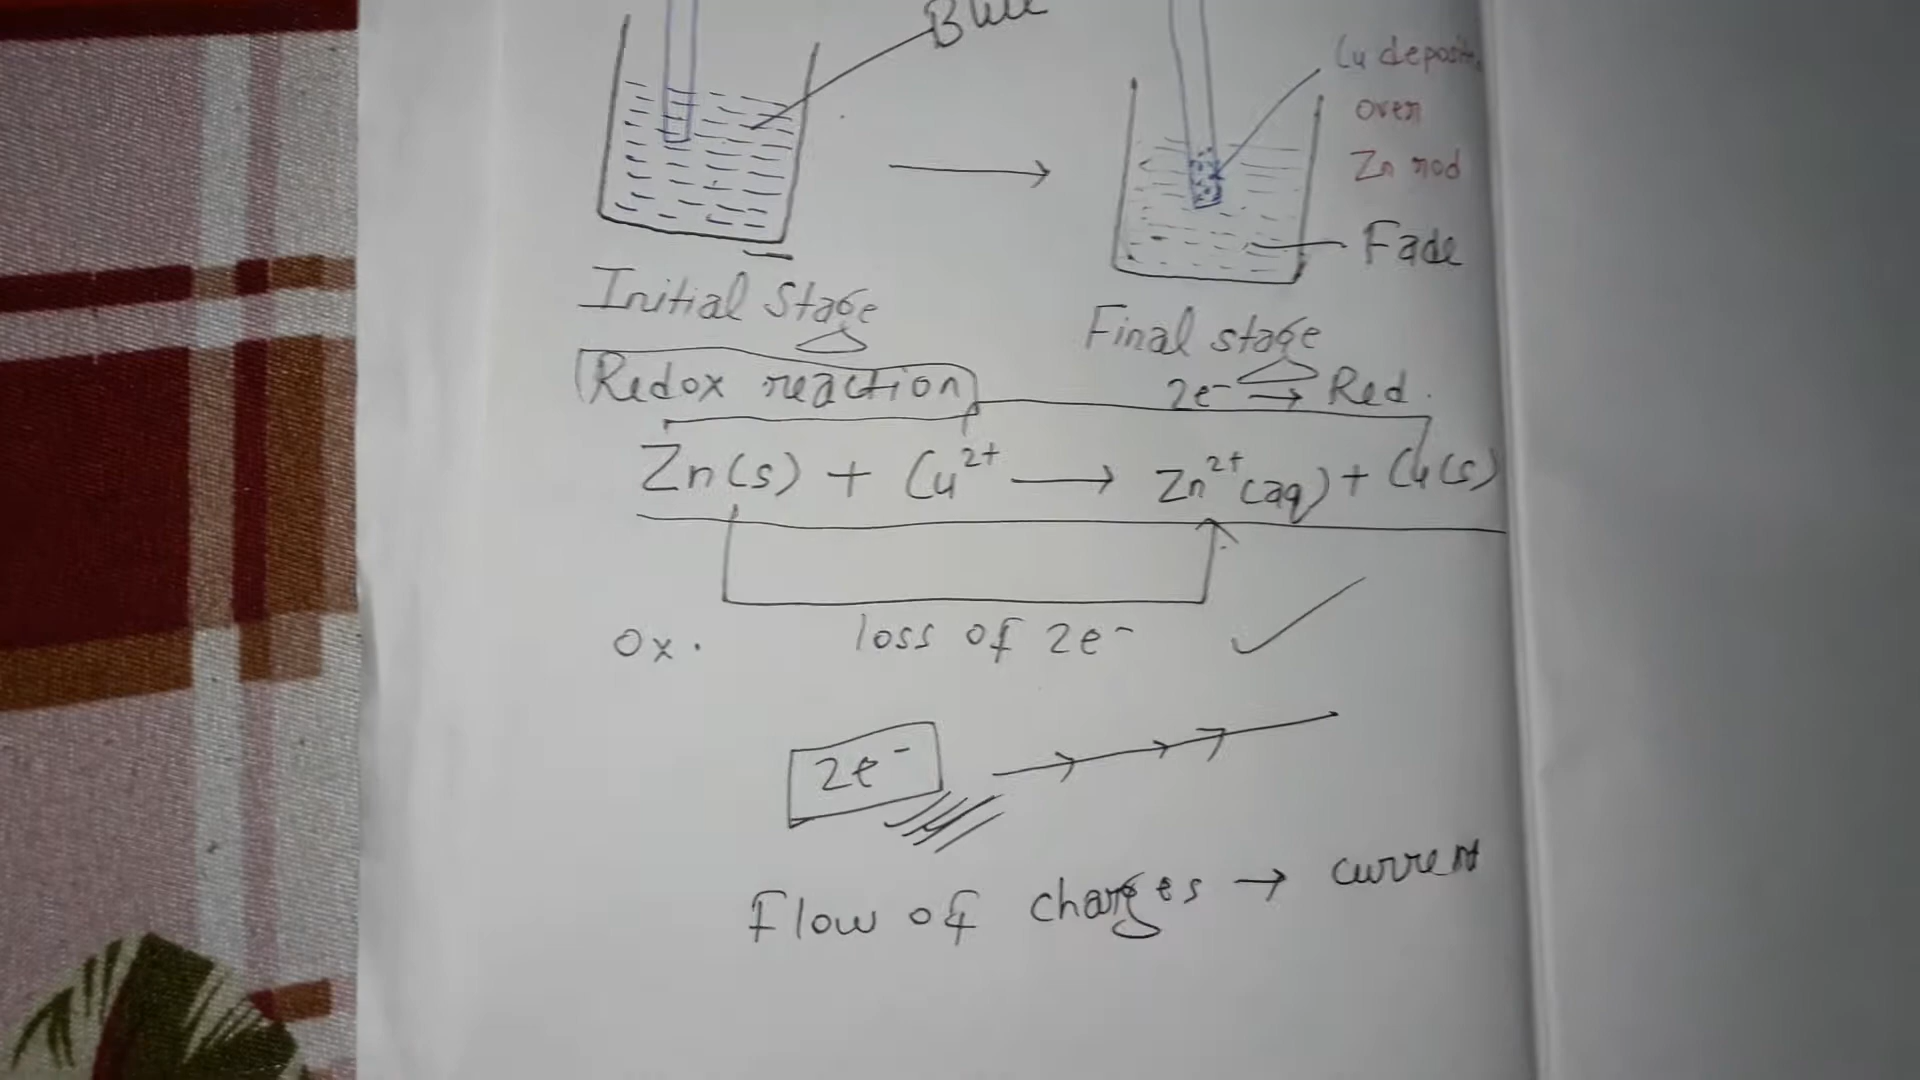 Blue
Cu deposit
over
Zn rod
Fade
Initial Stage
Final stage
Redox reaction
2e⁻ → Red.
Zn(s) + Cu²⁺ → Zn²⁺(aq) + Cu(s)
Ox. loss of 2e⁻
2e⁻
Flow of charges → current